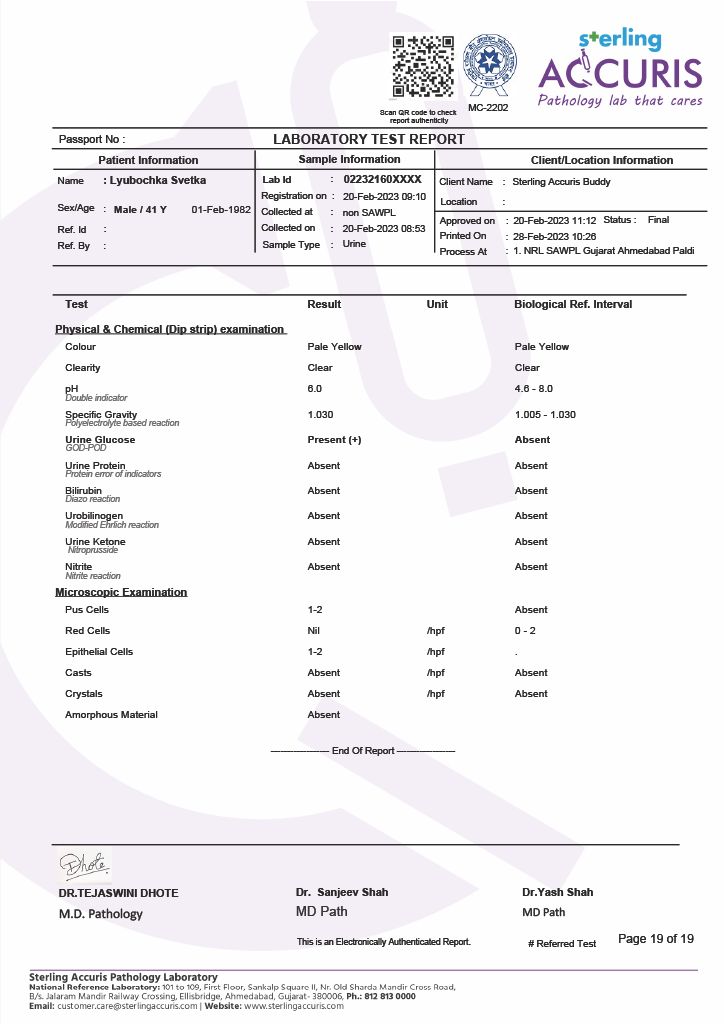 sterling
ACCURIS
Pathology lab that cares
Scan QR code to check
report authenticity
MC-2202
Passport No :
LABORATORY TEST REPORT
Patient Information
Sample Information
Client/Location Information
Name : Lyubochka Svetka
Lab Id : 02232160XXXX
Client Name : Sterling Accuris Buddy
Registration on : 20-Feb-2023 09:10
Location :
Sex/Age : Male / 41 Y 01-Feb-1982
Collected at : non SAWPL
Approved on : 20-Feb-2023 11:12 Status : Final
Ref. Id :
Collected on : 20-Feb-2023 08:53
Printed On : 28-Feb-2023 10:26
Ref. By :
Sample Type : Urine
Process At : 1. NRL SAWPL Gujarat Ahmedabad Paldi
Test Result Unit Biological Ref. Interval
Physical & Chemical (Dip strip) examination
Colour Pale Yellow Pale Yellow
Clearity Clear Clear
pH 6.0 4.6 - 8.0
Double indicator
Specific Gravity 1.030 1.005 - 1.030
Polyelectrolyte based reaction
Urine Glucose Present (+) Absent
GOD-POD
Urine Protein Absent Absent
Protein error of indicators
Bilirubin Absent Absent
Diazo reaction
Urobilinogen Absent Absent
Modified Ehrlich reaction
Urine Ketone Absent Absent
Nitroprusside
Nitrite Absent Absent
Nitrite reaction
Microscopic Examination
Pus Cells 1-2 Absent
Red Cells Nil /hpf 0 - 2
Epithelial Cells 1-2 /hpf .
Casts Absent /hpf Absent
Crystals Absent /hpf Absent
Amorphous Material Absent
-------------------- End Of Report --------------------
Dhote
DR.TEJASWINI DHOTE
Dr. Sanjeev Shah
Dr.Yash Shah
M.D. Pathology
MD Path
MD Path
This is an Electronically Authenticated Report.
# Referred Test
Page 19 of 19
Sterling Accuris Pathology Laboratory
National Reference Laboratory: 101 to 109, First Floor, Sankalp Square II, Nr. Old Sharda Mandir Cross Road,
B/s. Jalaram Mandir Railway Crossing, Ellisbridge, Ahmedabad, Gujarat- 380006, Ph.: 812 813 0000
Email: customer.care@sterlingaccuris.com | Website: www.sterlingaccuris.com